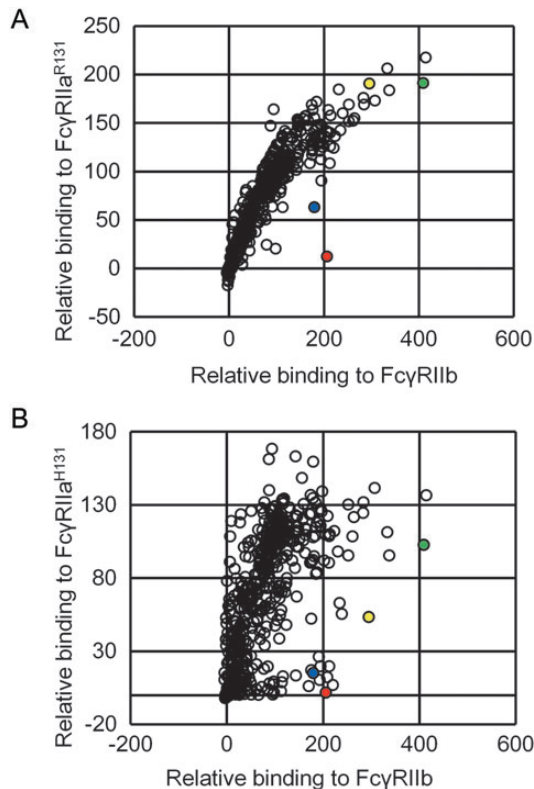 A
250
200
150
100
50
0
-50
-200 0 200 400 600
Relative binding to FcγRIIa^R131
Relative binding to FcγRIIb
B
180
130
80
30
-20
-200 0 200 400 600
Relative binding to FcγRIIa^H131
Relative binding to FcγRIIb